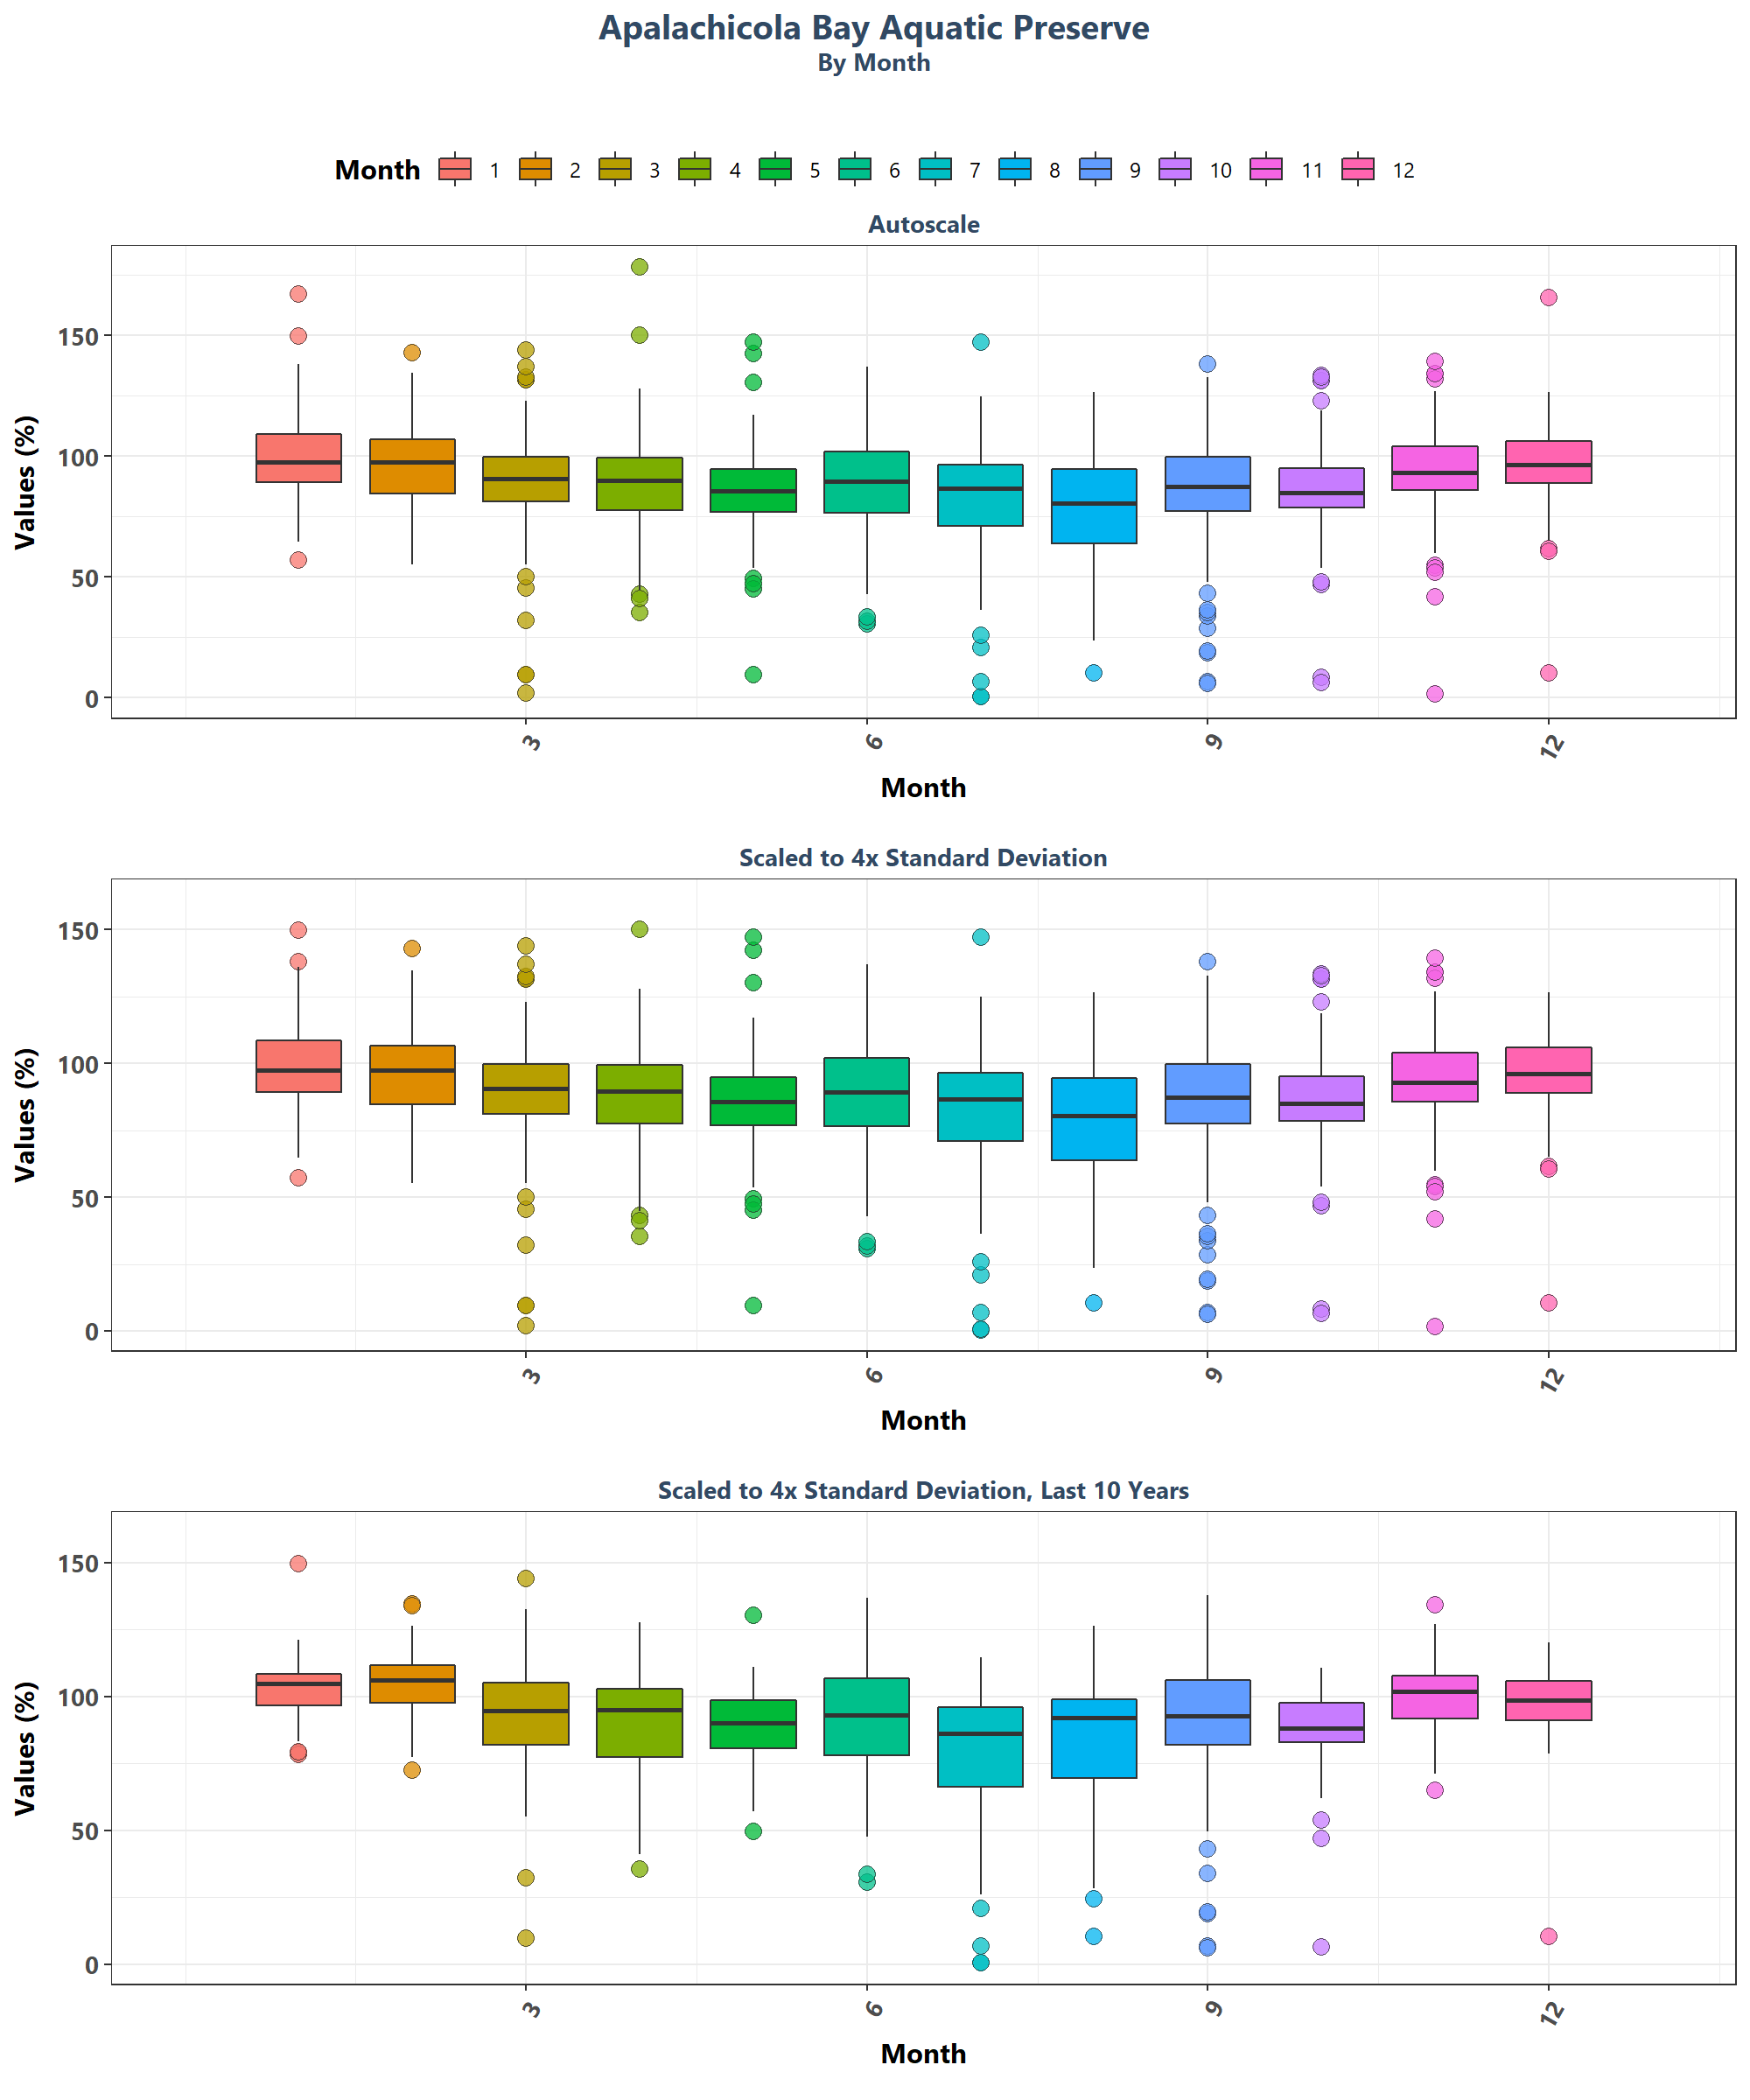 Apalachicola Bay Aquatic Preserve
By Month
Month 1 2 3 4 5 6 7 8 9 10 11 12
Autoscale
Values (%)
150
100
50
0
3 6 9 12
Month
Scaled to 4x Standard Deviation
Values (%)
150
100
50
0
3 6 9 12
Month
Scaled to 4x Standard Deviation, Last 10 Years
Values (%)
150
100
50
0
3 6 9 12
Month